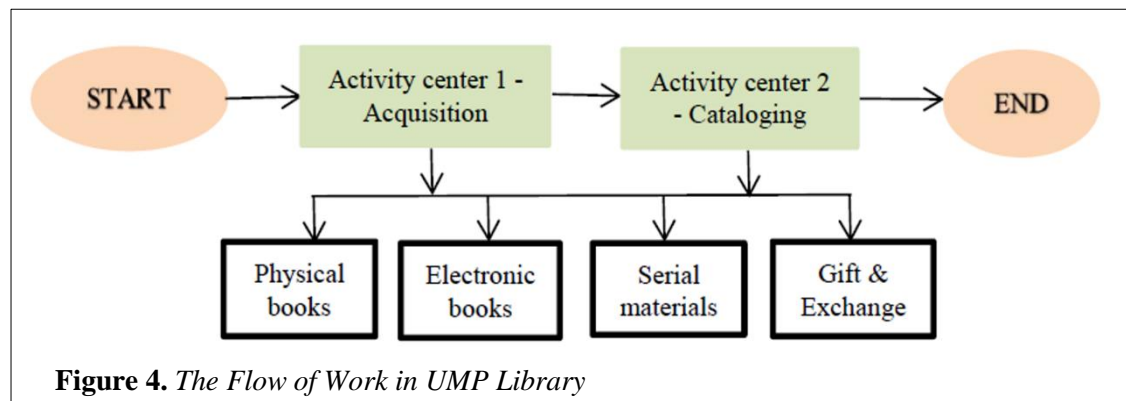 START
Activity center 1 -
Acquisition
Activity center 2
- Cataloging
END
Physical
books
Electronic
books
Serial
materials
Gift &
Exchange
Figure 4. The Flow of Work in UMP Library